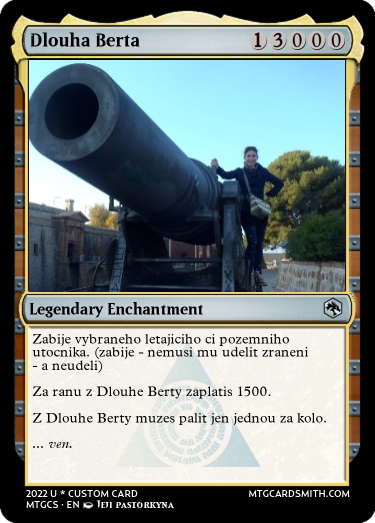 Dlouha Berta 1 3 0 0 0
Legendary Enchantment
Zabije vybraneho letajiciho ci pozemniho
utocnika. (zabije - nemusi mu udelit zraneni
- a neudeli)
Za ranu z Dlouhe Berty zaplatis 1500.
Z Dlouhe Berty muzes palit jen jednou za kolo.
... ven.
2022 U * CUSTOM CARD MTGCARDSMITH.COM
MTGCS · EN JEJI PASTORKYNA